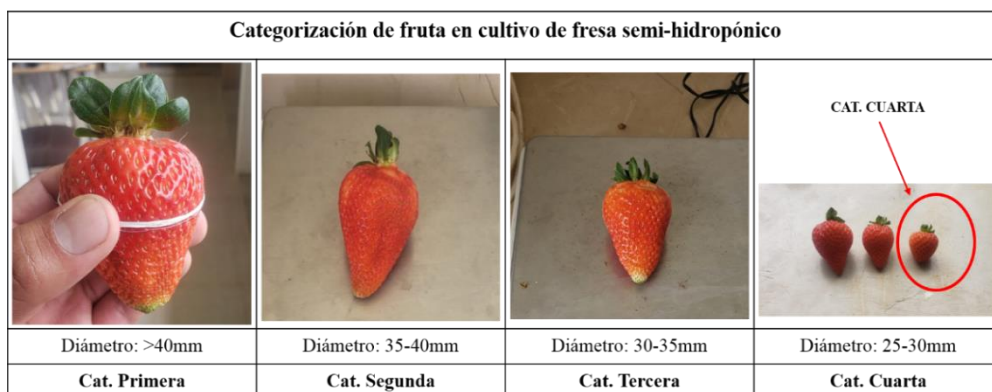 Categorización de fruta en cultivo de fresa semi-hidropónico
CAT. CUARTA
Diámetro: >40mm
Diámetro: 35-40mm
Diámetro: 30-35mm
Diámetro: 25-30mm
Cat. Primera
Cat. Segunda
Cat. Tercera
Cat. Cuarta